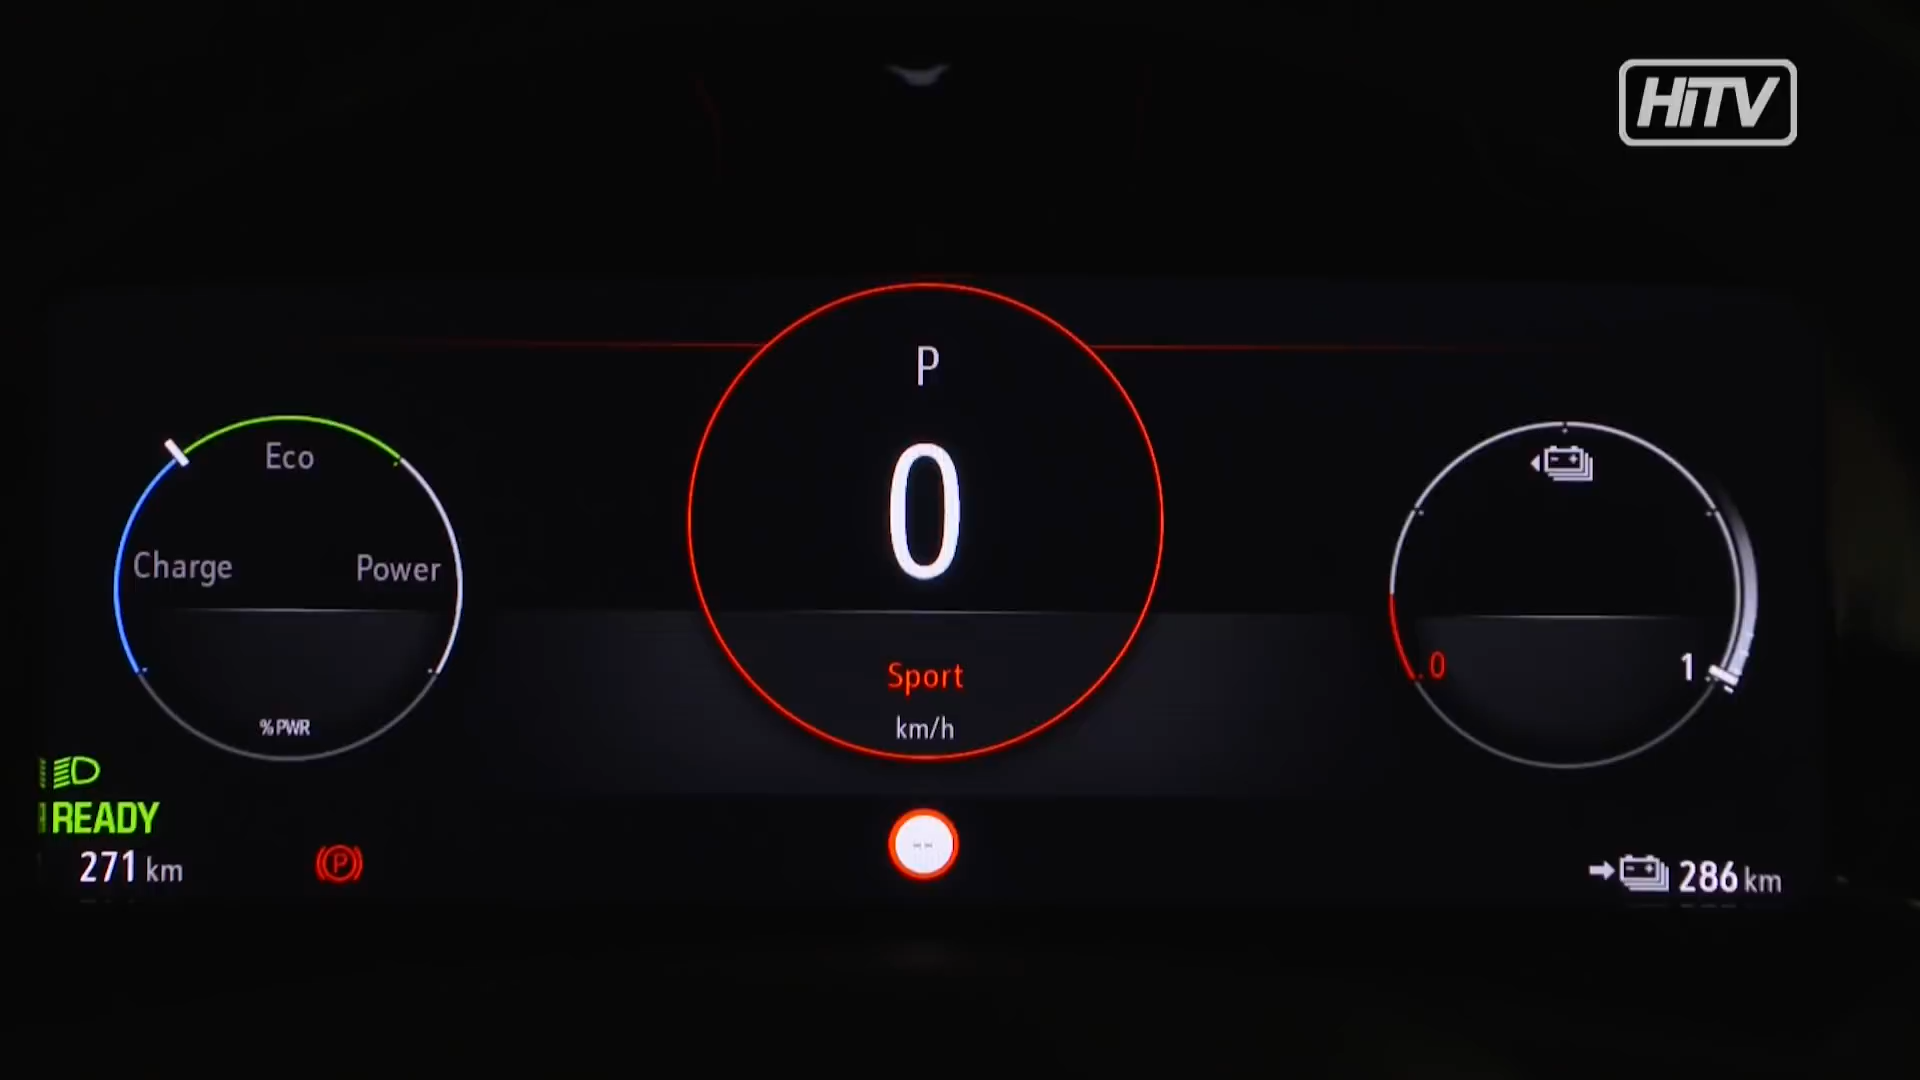 HiTV
P
Eco
0
Charge
Power
0
1
Sport
km/h
% PWR
READY
271 km
P
--
286 km